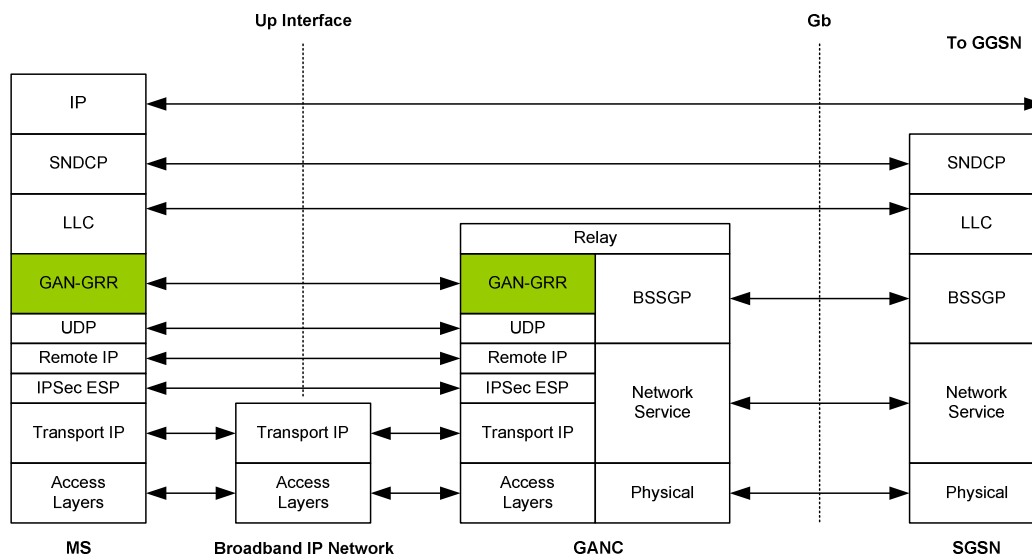 Up Interface
Gb
To GGSN
IP
SNDCP
SNDCP
LLC
LLC
Relay
GAN-GRR
GAN-GRR
BSSGP
BSSGP
UDP
UDP
Remote IP
Remote IP
IPSec ESP
IPSec ESP
Network
Service
Network
Service
Transport IP
Transport IP
Transport IP
Access
Layers
Access
Layers
Access
Layers
Physical
Physical
MS
Broadband IP Network
GANC
SGSN